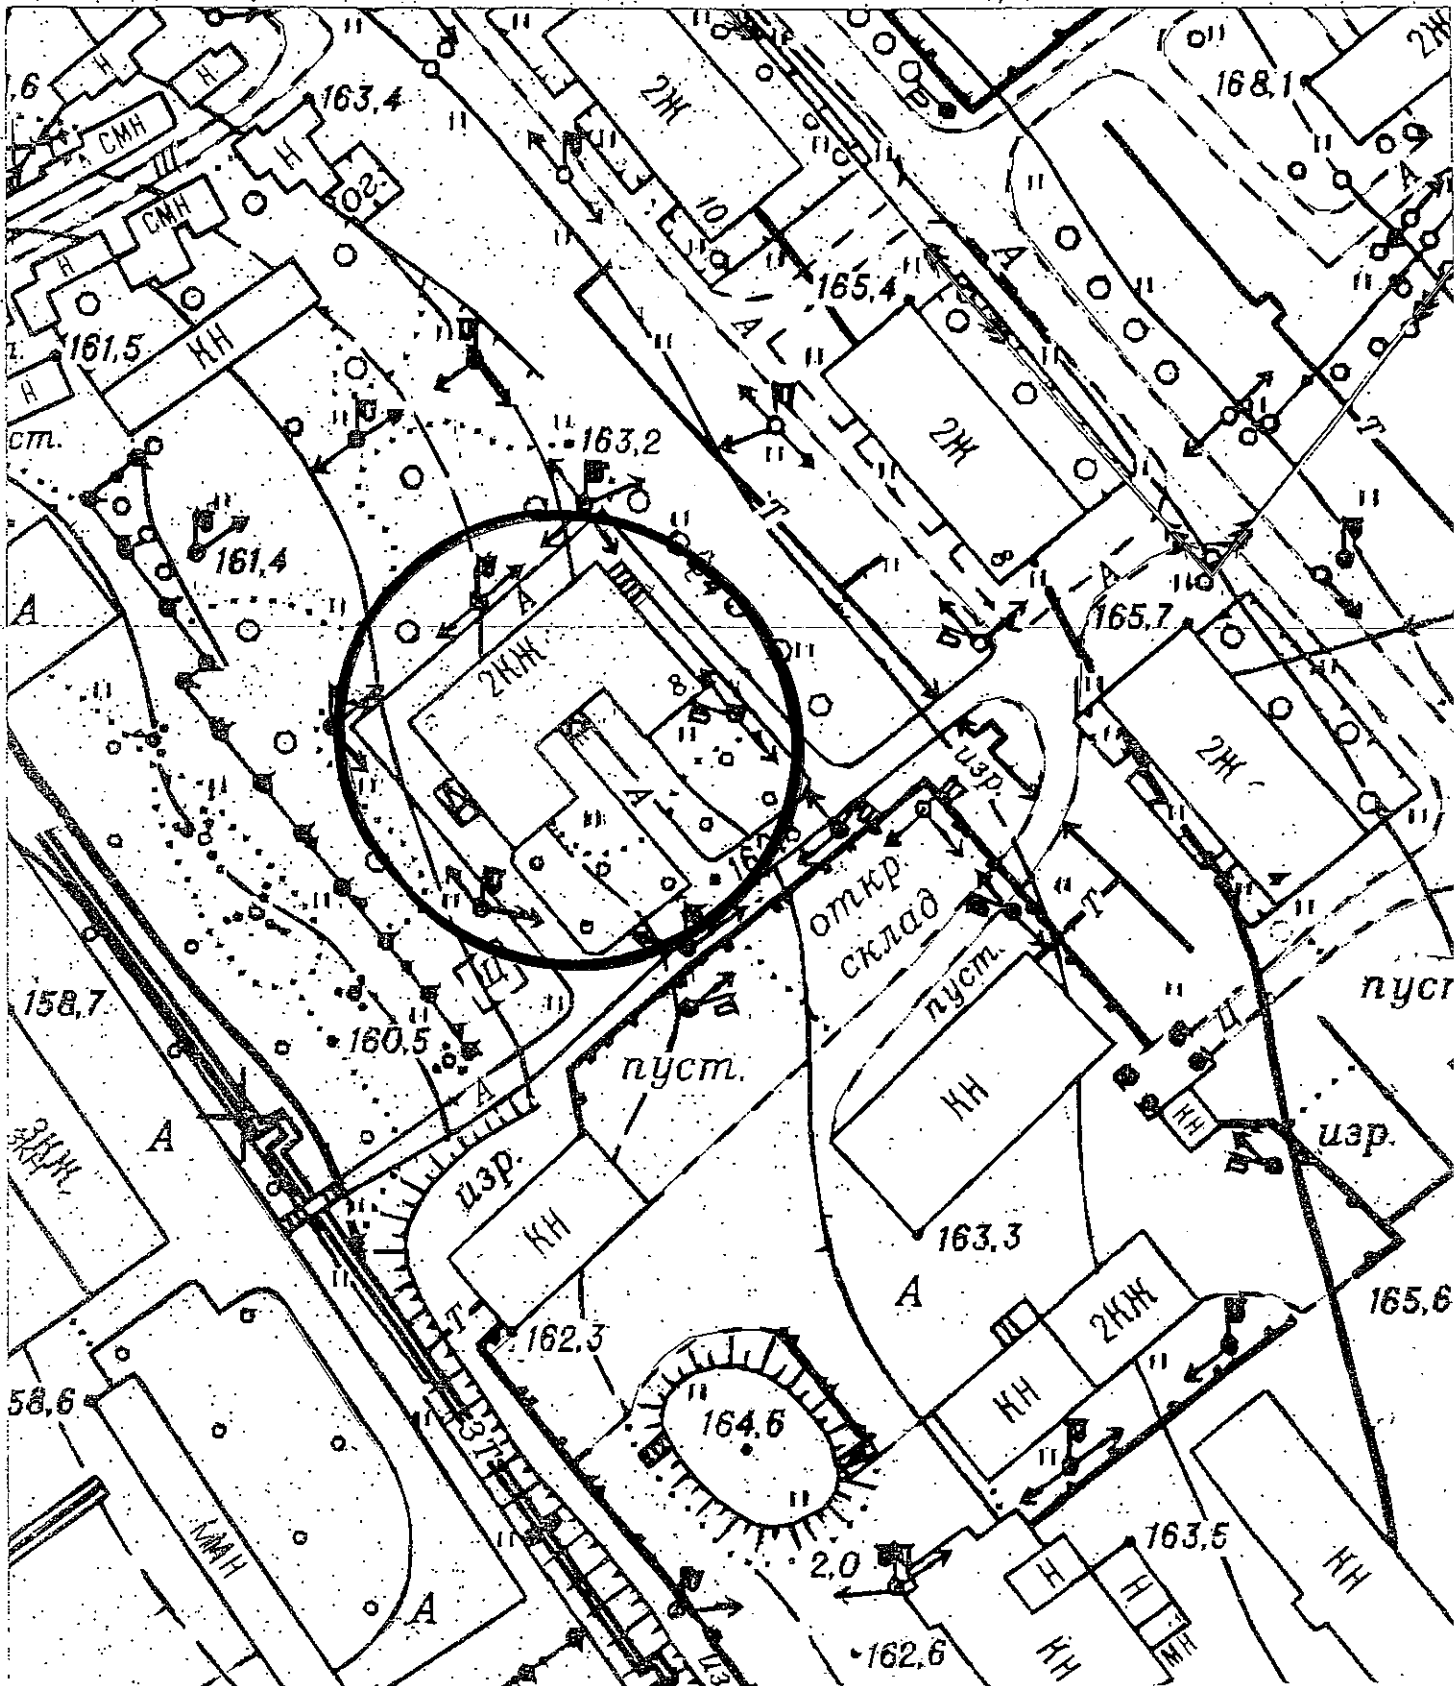 Н
Н
2Ж
2Ж
168,1
,6
163,4
СМН
Н
ОГ.
А
СМН
10
Н
А
165,4
А
161,5
КН
Н
2Ж
Т
ст.
163,2
Т
8
161,4
А
А
А
165,7
2КЖ
8
2Ж
изр.
А
откр.
склад
Т
пуст.
Ц
158,7
пуст
Ц
160,5
пуст.
А
КН
КН
А
изр.
изр.
КН
163,3
А
2КЖ
165,6
Т
162,3
КН
58,6
164,6
МН
163,5
2,0
Н
Н
КН
А
162,6
КН
МН